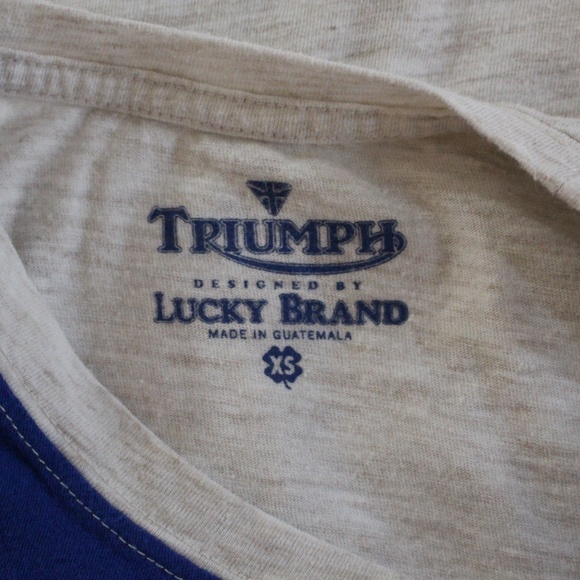 TRIUMPH
DESIGNED BY
LUCKY BRAND
MADE IN GUATEMALA
XS